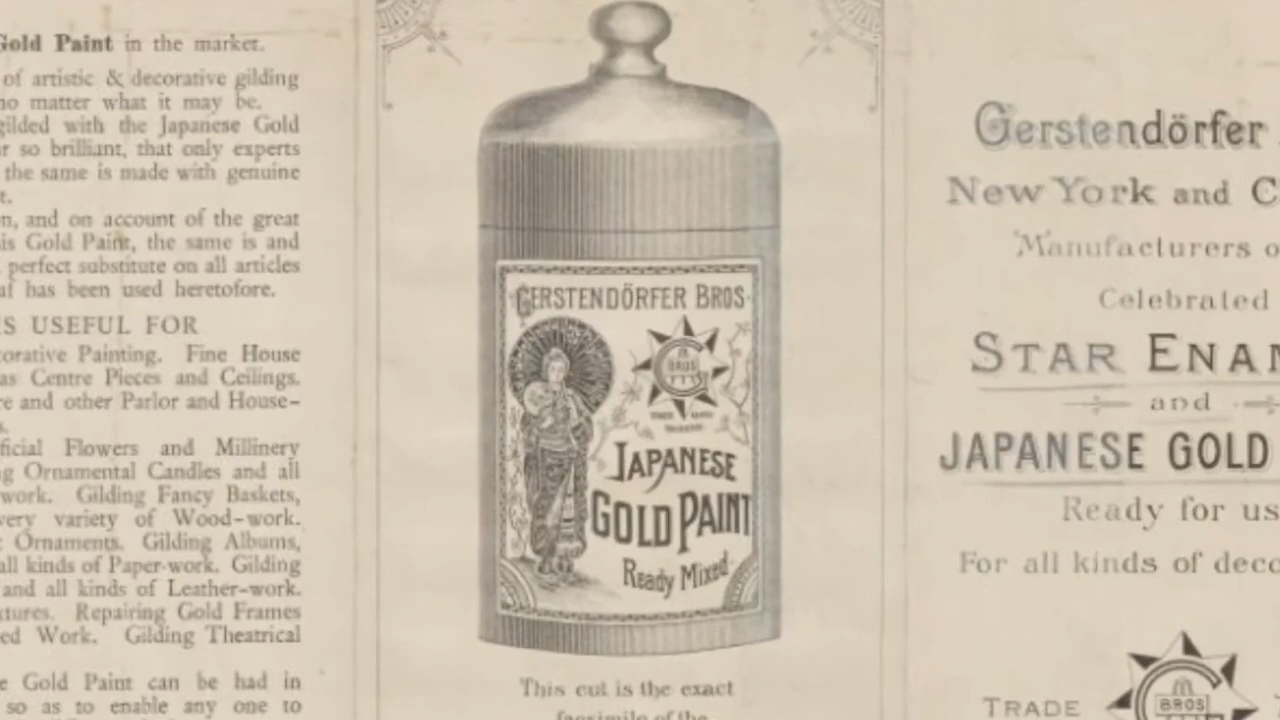 Gold Paint in the market.
of artistic & decorative gilding
no matter what it may be.
gilded with the Japanese Gold
r so brilliant, that only experts
the same is made with genuine
t.
n, and on account of the great
is Gold Paint, the same is and
perfect substitute on all articles
af has been used heretofore.
S USEFUL FOR
corative Painting. Fine House
as Centre Pieces and Ceilings.
re and other Parlor and House-
s.
ficial Flowers and Millinery
ng Ornamental Candles and all
work. Gilding Fancy Baskets,
very variety of Wood-work.
t Ornaments. Gilding Albums,
all kinds of Paper-work. Gilding
and all kinds of Leather-work.
xtures. Repairing Gold Frames
ed Work. Gilding Theatrical
e Gold Paint can be had in
so as to enable any one to
GERSTENDÖRFER BROS
BROS
G
TRADE MARK
JAPANESE
GOLD PAINT
Ready Mixed
This cut is the exact
facsimile of the
Gerstendörfer
New York and C
Manufacturers o
Celebrated
STAR ENAM
and
JAPANESE GOLD
Ready for us
For all kinds of deco
TRADE
G
BROS